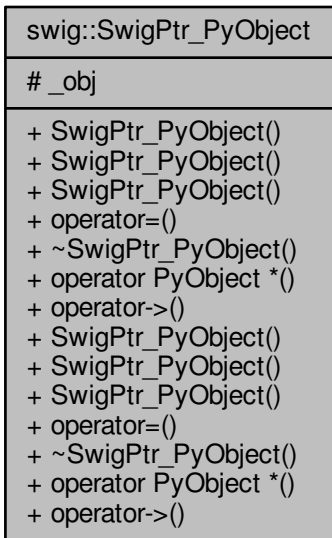 swig::SwigPtr_PyObject
# _obj
+ SwigPtr_PyObject()
+ SwigPtr_PyObject()
+ SwigPtr_PyObject()
+ operator=()
+ ~SwigPtr_PyObject()
+ operator PyObject *()
+ operator->()
+ SwigPtr_PyObject()
+ SwigPtr_PyObject()
+ SwigPtr_PyObject()
+ operator=()
+ ~SwigPtr_PyObject()
+ operator PyObject *()
+ operator->()